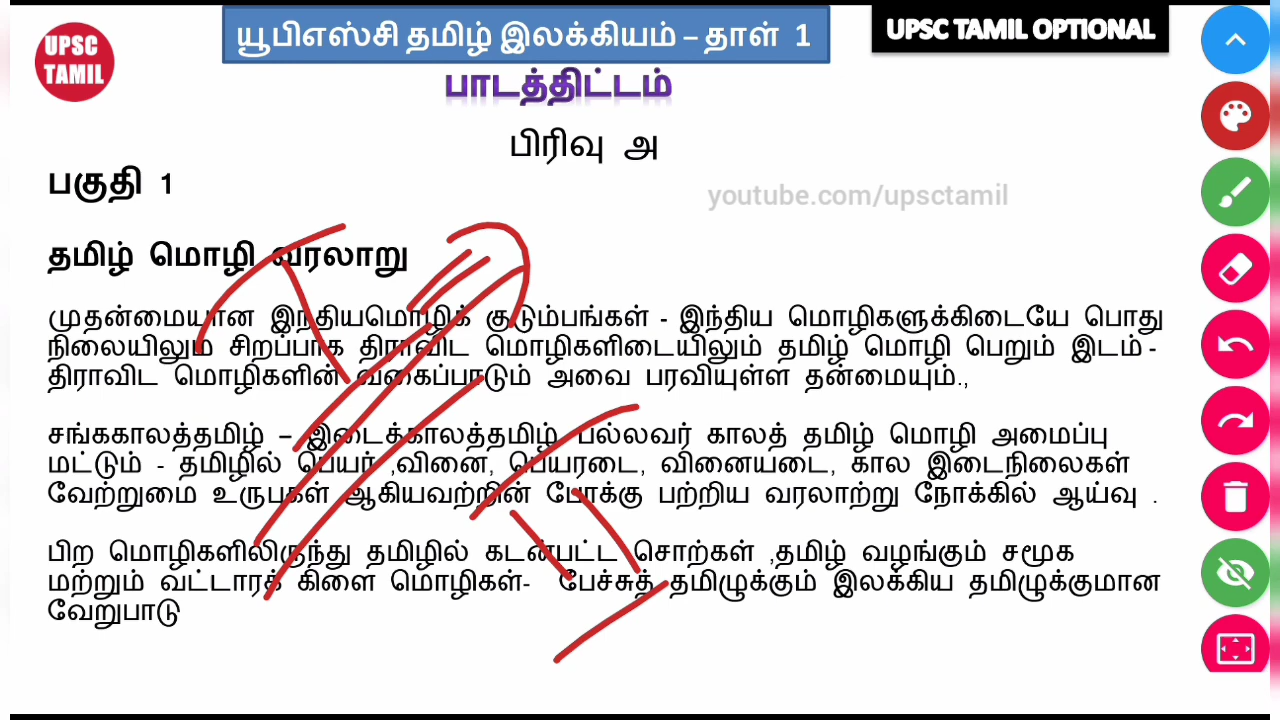 UPSC
TAMIL
யூபிஎஸ்சி தமிழ் இலக்கியம் – தாள் 1
UPSC TAMIL OPTIONAL
பாடத்திட்டம்
பிரிவு அ
பகுதி 1
youtube.com/upsctamil
தமிழ் மொழி வரலாறு
முதன்மையான இந்தியமொழிக் குடும்பங்கள் - இந்திய மொழிகளுக்கிடையே பொது
நிலையிலும் சிறப்பாக திராவிட மொழிகளிடையிலும் தமிழ் மொழி பெறும் இடம் -
திராவிட மொழிகளின் வகைப்பாடும் அவை பரவியுள்ள தன்மையும்.,
சங்ககாலத்தமிழ் – இடைக்காலத்தமிழ் பல்லவர் காலத் தமிழ் மொழி அமைப்பு
மட்டும் - தமிழில் பெயர் ,வினை, பெயரடை, வினையடை, கால இடைநிலைகள்
வேற்றுமை உருபுகள் ஆகியவற்றின் போக்கு பற்றிய வரலாற்று நோக்கில் ஆய்வு .
பிற மொழிகளிலிருந்து தமிழில் கடன்பட்ட சொற்கள் ,தமிழ் வழங்கும் சமூக
மற்றும் வட்டாரக் கிளை மொழிகள்- பேச்சுத் தமிழுக்கும் இலக்கிய தமிழுக்குமான
வேறுபாடு